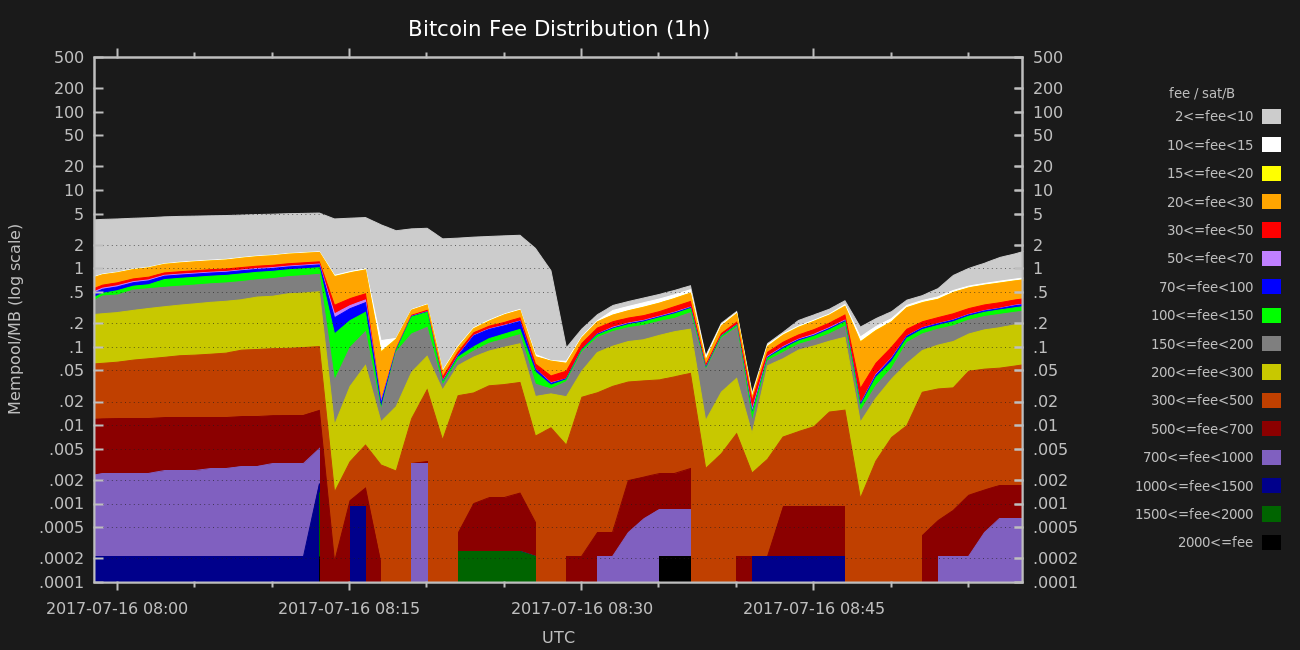 Bitcoin Fee Distribution (1h)
500
200
100
50
20
10
5
2
1
.5
.2
.1
.05
.02
.01
.005
.002
.001
.0005
.0002
.0001
Mempool/MB (log scale)
500
200
100
50
20
10
5
2
1
.5
.2
.1
.05
.02
.01
.005
.002
.001
.0005
.0002
.0001
2017-07-16 08:00 2017-07-16 08:15 2017-07-16 08:30 2017-07-16 08:45
UTC
fee / sat/B
2<=fee<10
10<=fee<15
15<=fee<20
20<=fee<30
30<=fee<50
50<=fee<70
70<=fee<100
100<=fee<150
150<=fee<200
200<=fee<300
300<=fee<500
500<=fee<700
700<=fee<1000
1000<=fee<1500
1500<=fee<2000
2000<=fee